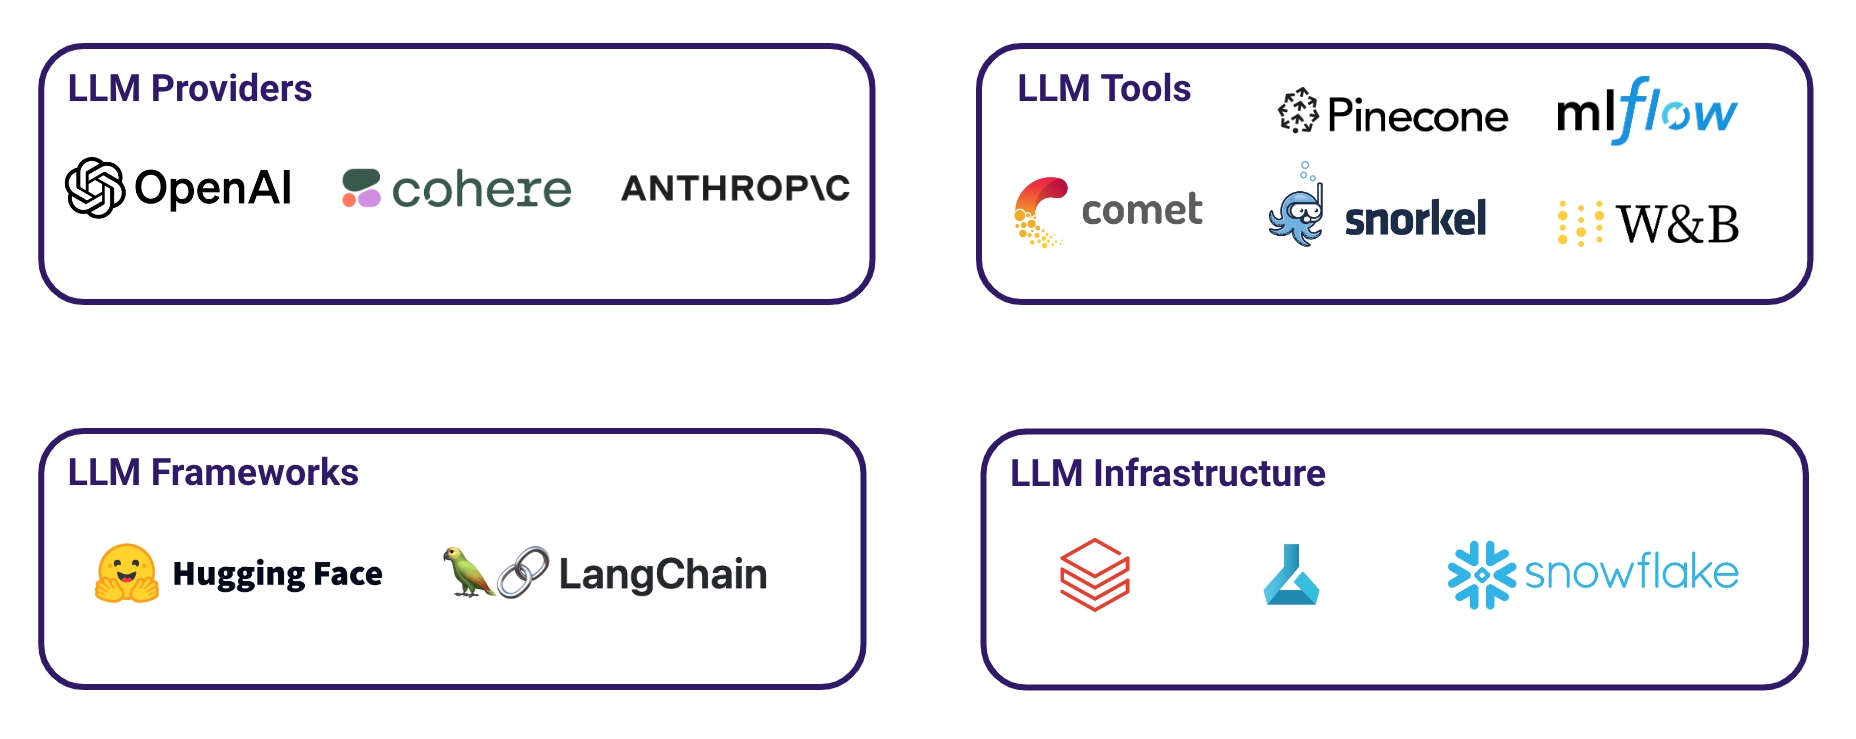 LLM Providers
OpenAI
cohere
ANTHROP\C
LLM Tools
Pinecone
mlflow
comet
snorkel
W&B
LLM Frameworks
Hugging Face
LangChain
LLM Infrastructure
snowflake